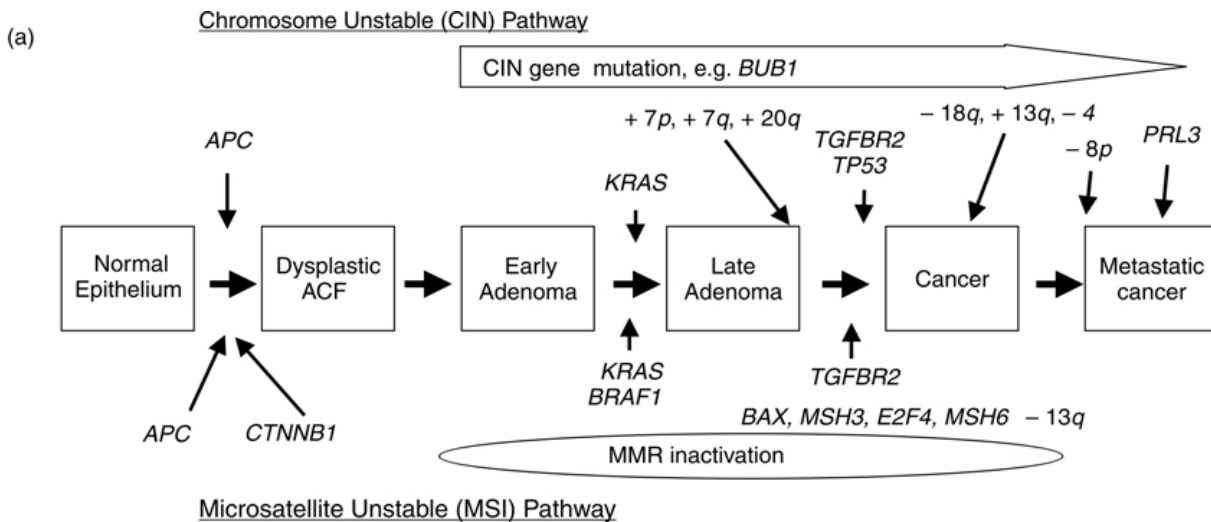 (a)
Chromosome Unstable (CIN) Pathway
CIN gene mutation, e.g. BUB1
+ 7p, + 7q, + 20q
– 18q, + 13q, – 4
APC
KRAS
TGFBR2
TP53
– 8p
PRL3
Normal
Epithelium
Dysplastic
ACF
Early
Adenoma
Late
Adenoma
Cancer
Metastatic
cancer
APC
CTNNB1
KRAS
BRAF1
TGFBR2
BAX, MSH3, E2F4, MSH6 – 13q
MMR inactivation
Microsatellite Unstable (MSI) Pathway